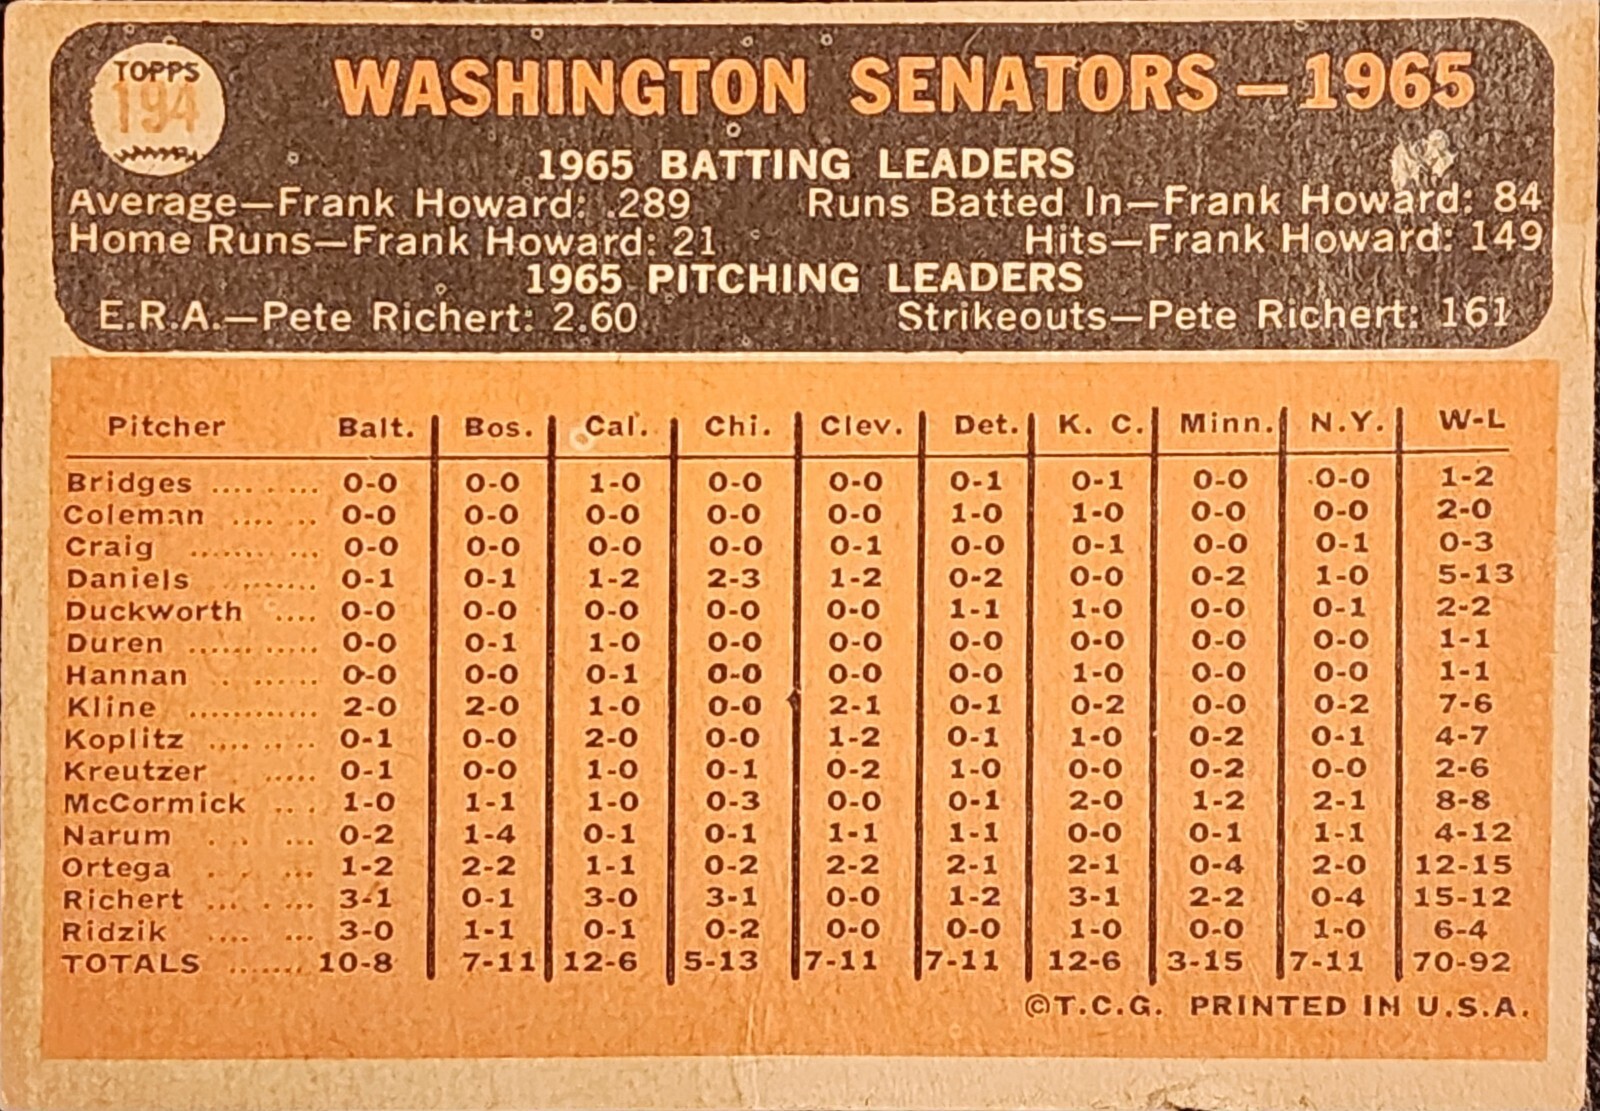 TOPPS
194
WASHINGTON SENATORS — 1965
1965 BATTING LEADERS
Average—Frank Howard: .289 Runs Batted In—Frank Howard: 84
Home Runs—Frank Howard: 21 Hits—Frank Howard: 149
1965 PITCHING LEADERS
E.R.A.—Pete Richert: 2.60 Strikeouts—Pete Richert: 161
Pitcher Balt. Bos. Cal. Chi. Clev. Det. K. C. Minn. N.Y. W-L
Bridges 0-0 0-0 1-0 0-0 0-0 0-1 0-1 0-0 0-0 1-2
Coleman 0-0 0-0 0-0 0-0 0-0 1-0 1-0 0-0 0-0 2-0
Craig 0-0 0-0 0-0 0-0 0-1 0-0 0-1 0-0 0-1 0-3
Daniels 0-1 0-1 1-2 2-3 1-2 0-2 0-0 0-2 1-0 5-13
Duckworth 0-0 0-0 0-0 0-0 0-0 1-1 1-0 0-0 0-1 2-2
Duren 0-0 0-1 1-0 0-0 0-0 0-0 0-0 0-0 0-0 1-1
Hannan 0-0 0-0 0-1 0-0 0-0 0-0 1-0 0-0 0-0 1-1
Kline 2-0 2-0 1-0 0-0 2-1 0-1 0-2 0-0 0-2 7-6
Koplitz 0-1 0-0 2-0 0-0 1-2 0-1 1-0 0-2 0-1 4-7
Kreutzer 0-1 0-0 1-0 0-1 0-2 1-0 0-0 0-2 0-0 2-6
McCormick 1-0 1-1 1-0 0-3 0-0 0-1 2-0 1-2 2-1 8-8
Narum 0-2 1-4 0-1 0-1 1-1 1-1 0-0 0-1 1-1 4-12
Ortega 1-2 2-2 1-1 0-2 2-2 2-1 2-1 0-4 2-0 12-15
Richert 3-1 0-1 3-0 3-1 0-0 1-2 3-1 2-2 0-4 15-12
Ridzik 3-0 1-1 0-1 0-2 0-0 0-0 1-0 0-0 1-0 6-4
TOTALS 10-8 7-11 12-6 5-13 7-11 7-11 12-6 3-15 7-11 70-92
©T.C.G. PRINTED IN U.S.A.